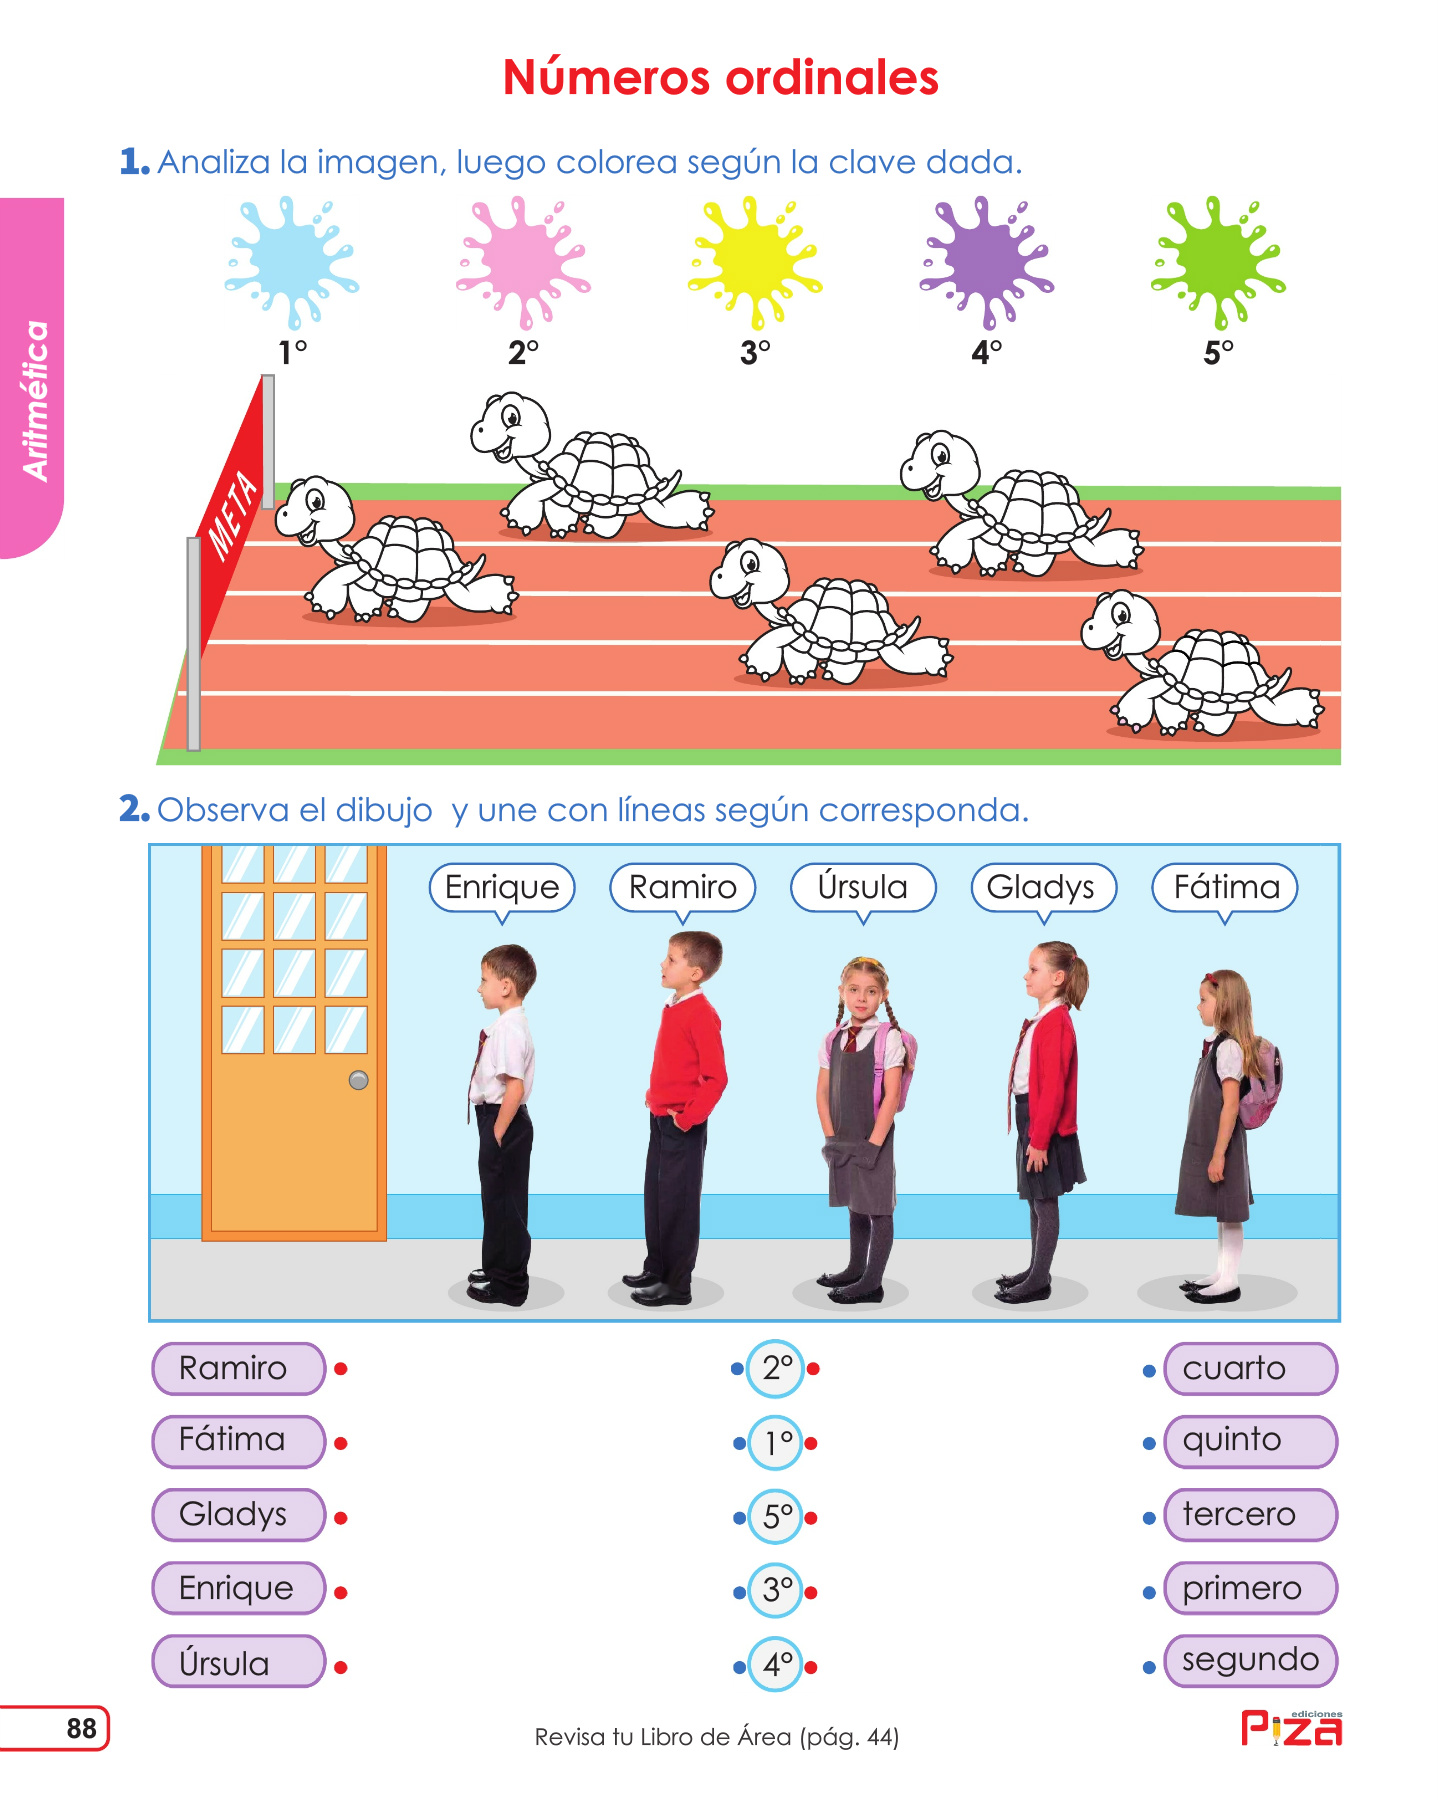 Números ordinales
1. Analiza la imagen, luego colorea según la clave dada.
Aritmética
1° 2° 3° 4° 5°
META
2. Observa el dibujo y une con líneas según corresponda.
Enrique Ramiro Úrsula Gladys Fátima
Ramiro 2° cuarto
Fátima 1° quinto
Gladys 5° tercero
Enrique 3° primero
Úrsula 4° segundo
88
Revisa tu Libro de Área (pág. 44)
ediciones
Piza